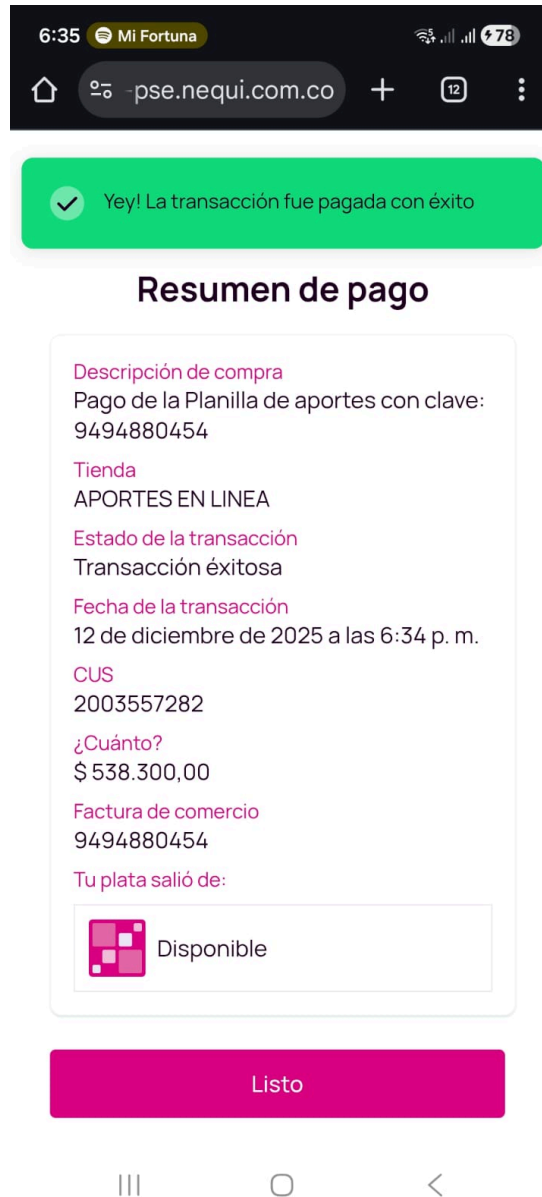 6:35 Mi Fortuna 78
-pse.nequi.com.co 12
Yey! La transacción fue pagada con éxito
Resumen de pago
Descripción de compra
Pago de la Planilla de aportes con clave:
9494880454
Tienda
APORTES EN LINEA
Estado de la transacción
Transacción éxitosa
Fecha de la transacción
12 de diciembre de 2025 a las 6:34 p. m.
CUS
2003557282
¿Cuánto?
$ 538.300,00
Factura de comercio
9494880454
Tu plata salió de:
Disponible
Listo